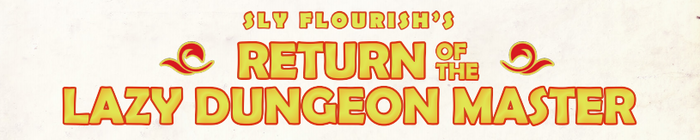 SLY FLOURISH'S
RETURN OF THE
LAZY DUNGEON MASTER